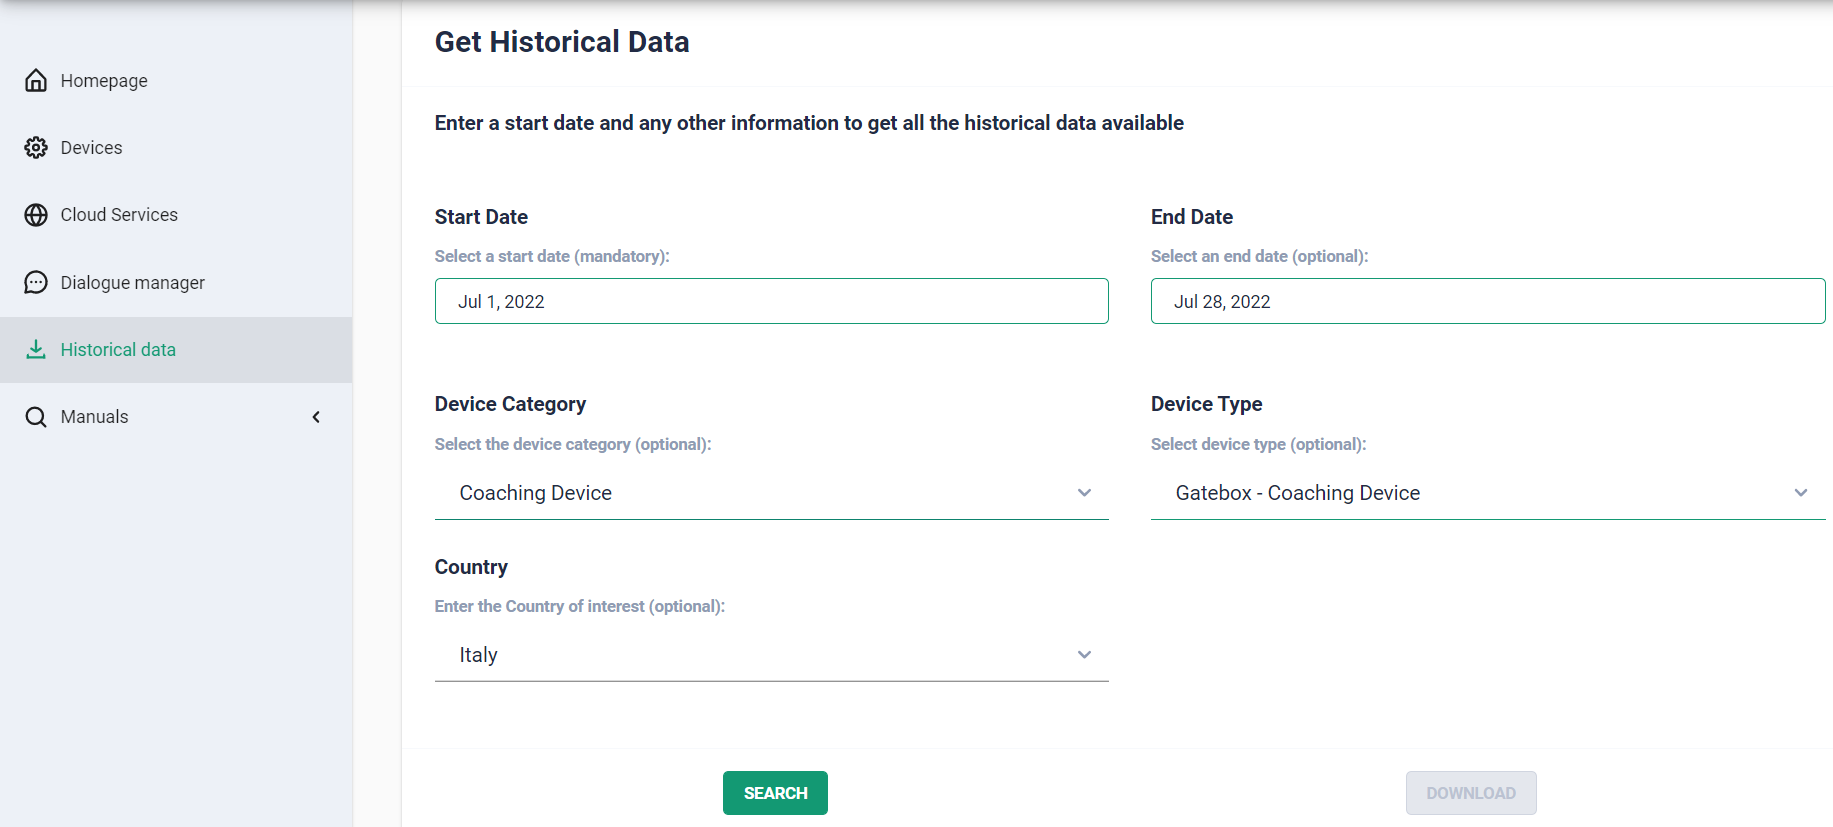 Homepage
Devices
Cloud Services
Dialogue manager
Historical data
Manuals
Get Historical Data
Enter a start date and any other information to get all the historical data available
Start Date
Select a start date (mandatory):
Jul 1, 2022
End Date
Select an end date (optional):
Jul 28, 2022
Device Category
Select the device category (optional):
Coaching Device
Device Type
Select device type (optional):
Gatebox - Coaching Device
Country
Enter the Country of interest (optional):
Italy
SEARCH
DOWNLOAD